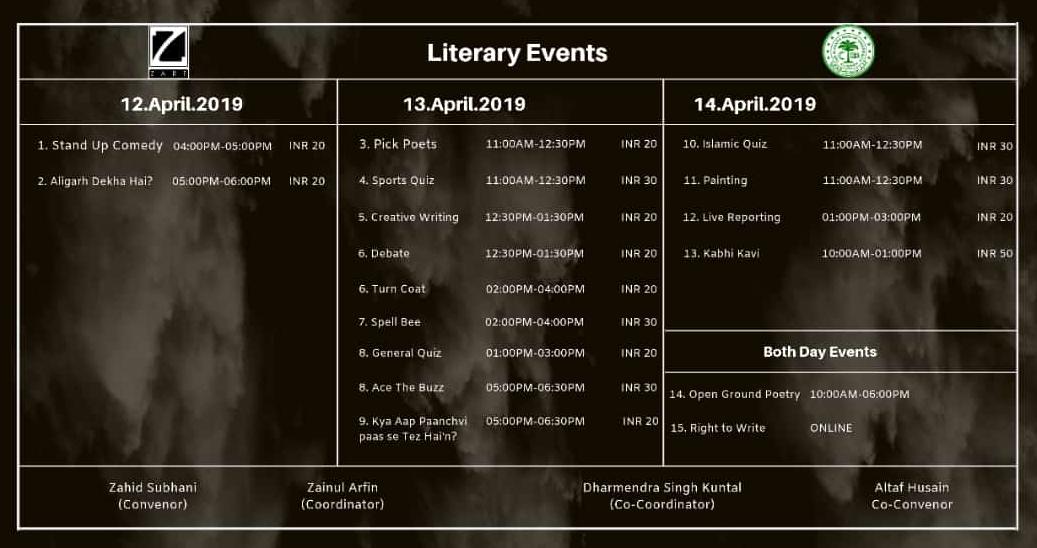 Z
ZART
Literary Events
12.April.2019
1. Stand Up Comedy 04:00PM-05:00PM INR 20
2. Aligarh Dekha Hai? 05:00PM-06:00PM INR 20
13.April.2019
3. Pick Poets 11:00AM-12:30PM INR 20
4. Sports Quiz 11:00AM-12:30PM INR 30
5. Creative Writing 12:30PM-01:30PM INR 20
6. Debate 12:30PM-01:30PM INR 20
6. Turn Coat 02:00PM-04:00PM INR 20
7. Spell Bee 02:00PM-04:00PM INR 30
8. General Quiz 01:00PM-03:00PM INR 20
8. Ace The Buzz 05:00PM-06:30PM INR 30
9. Kya Aap Paanchvi 05:00PM-06:30PM INR 20
paas se Tez Hai'n?
14.April.2019
10. Islamic Quiz 11:00AM-12:30PM INR 30
11. Painting 11:00AM-12:30PM INR 30
12. Live Reporting 01:00PM-03:00PM INR 20
13. Kabhi Kavi 10:00AM-01:00PM INR 50
Both Day Events
14. Open Ground Poetry 10:00AM-06:00PM
15. Right to Write ONLINE
Zahid Subhani
(Convenor)
Zainul Arfin
(Coordinator)
Dharmendra Singh Kuntal
(Co-Coordinator)
Altaf Husain
Co-Convenor